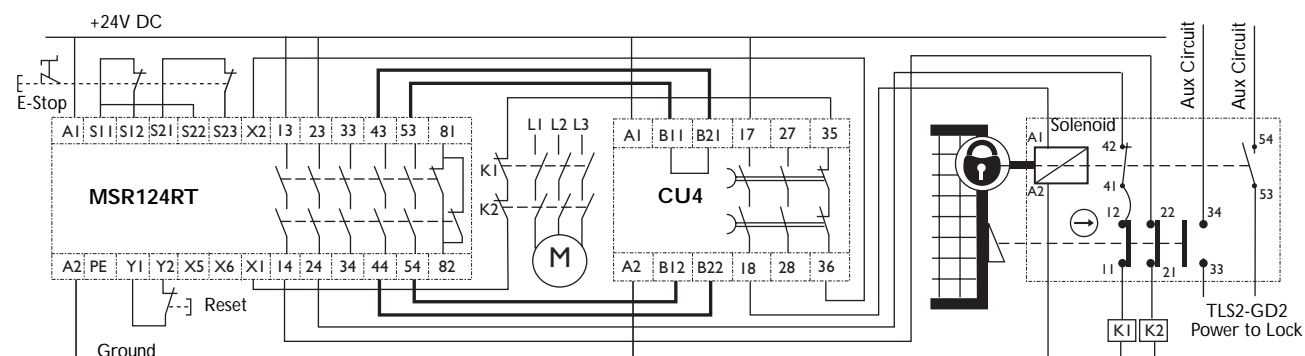 +24V DC
Aux Circuit
Aux Circuit
E-Stop
A1 S11 S12 S21 S22 S23 X2 13 23 33 43 53 81
L1 L2 L3
A1 B11 B21 17 27 35
Solenoid
A1
42
54
K1
MSR124RT
CU4
A2
41
53
K2
12
22
34
M
A2 PE Y1 Y2 X5 X6 X1 14 24 34 44 54 82
A2 B12 B22 18 28 36
11
21
33
Reset
TLS2-GD2
Power to Lock
K1 K2
Ground